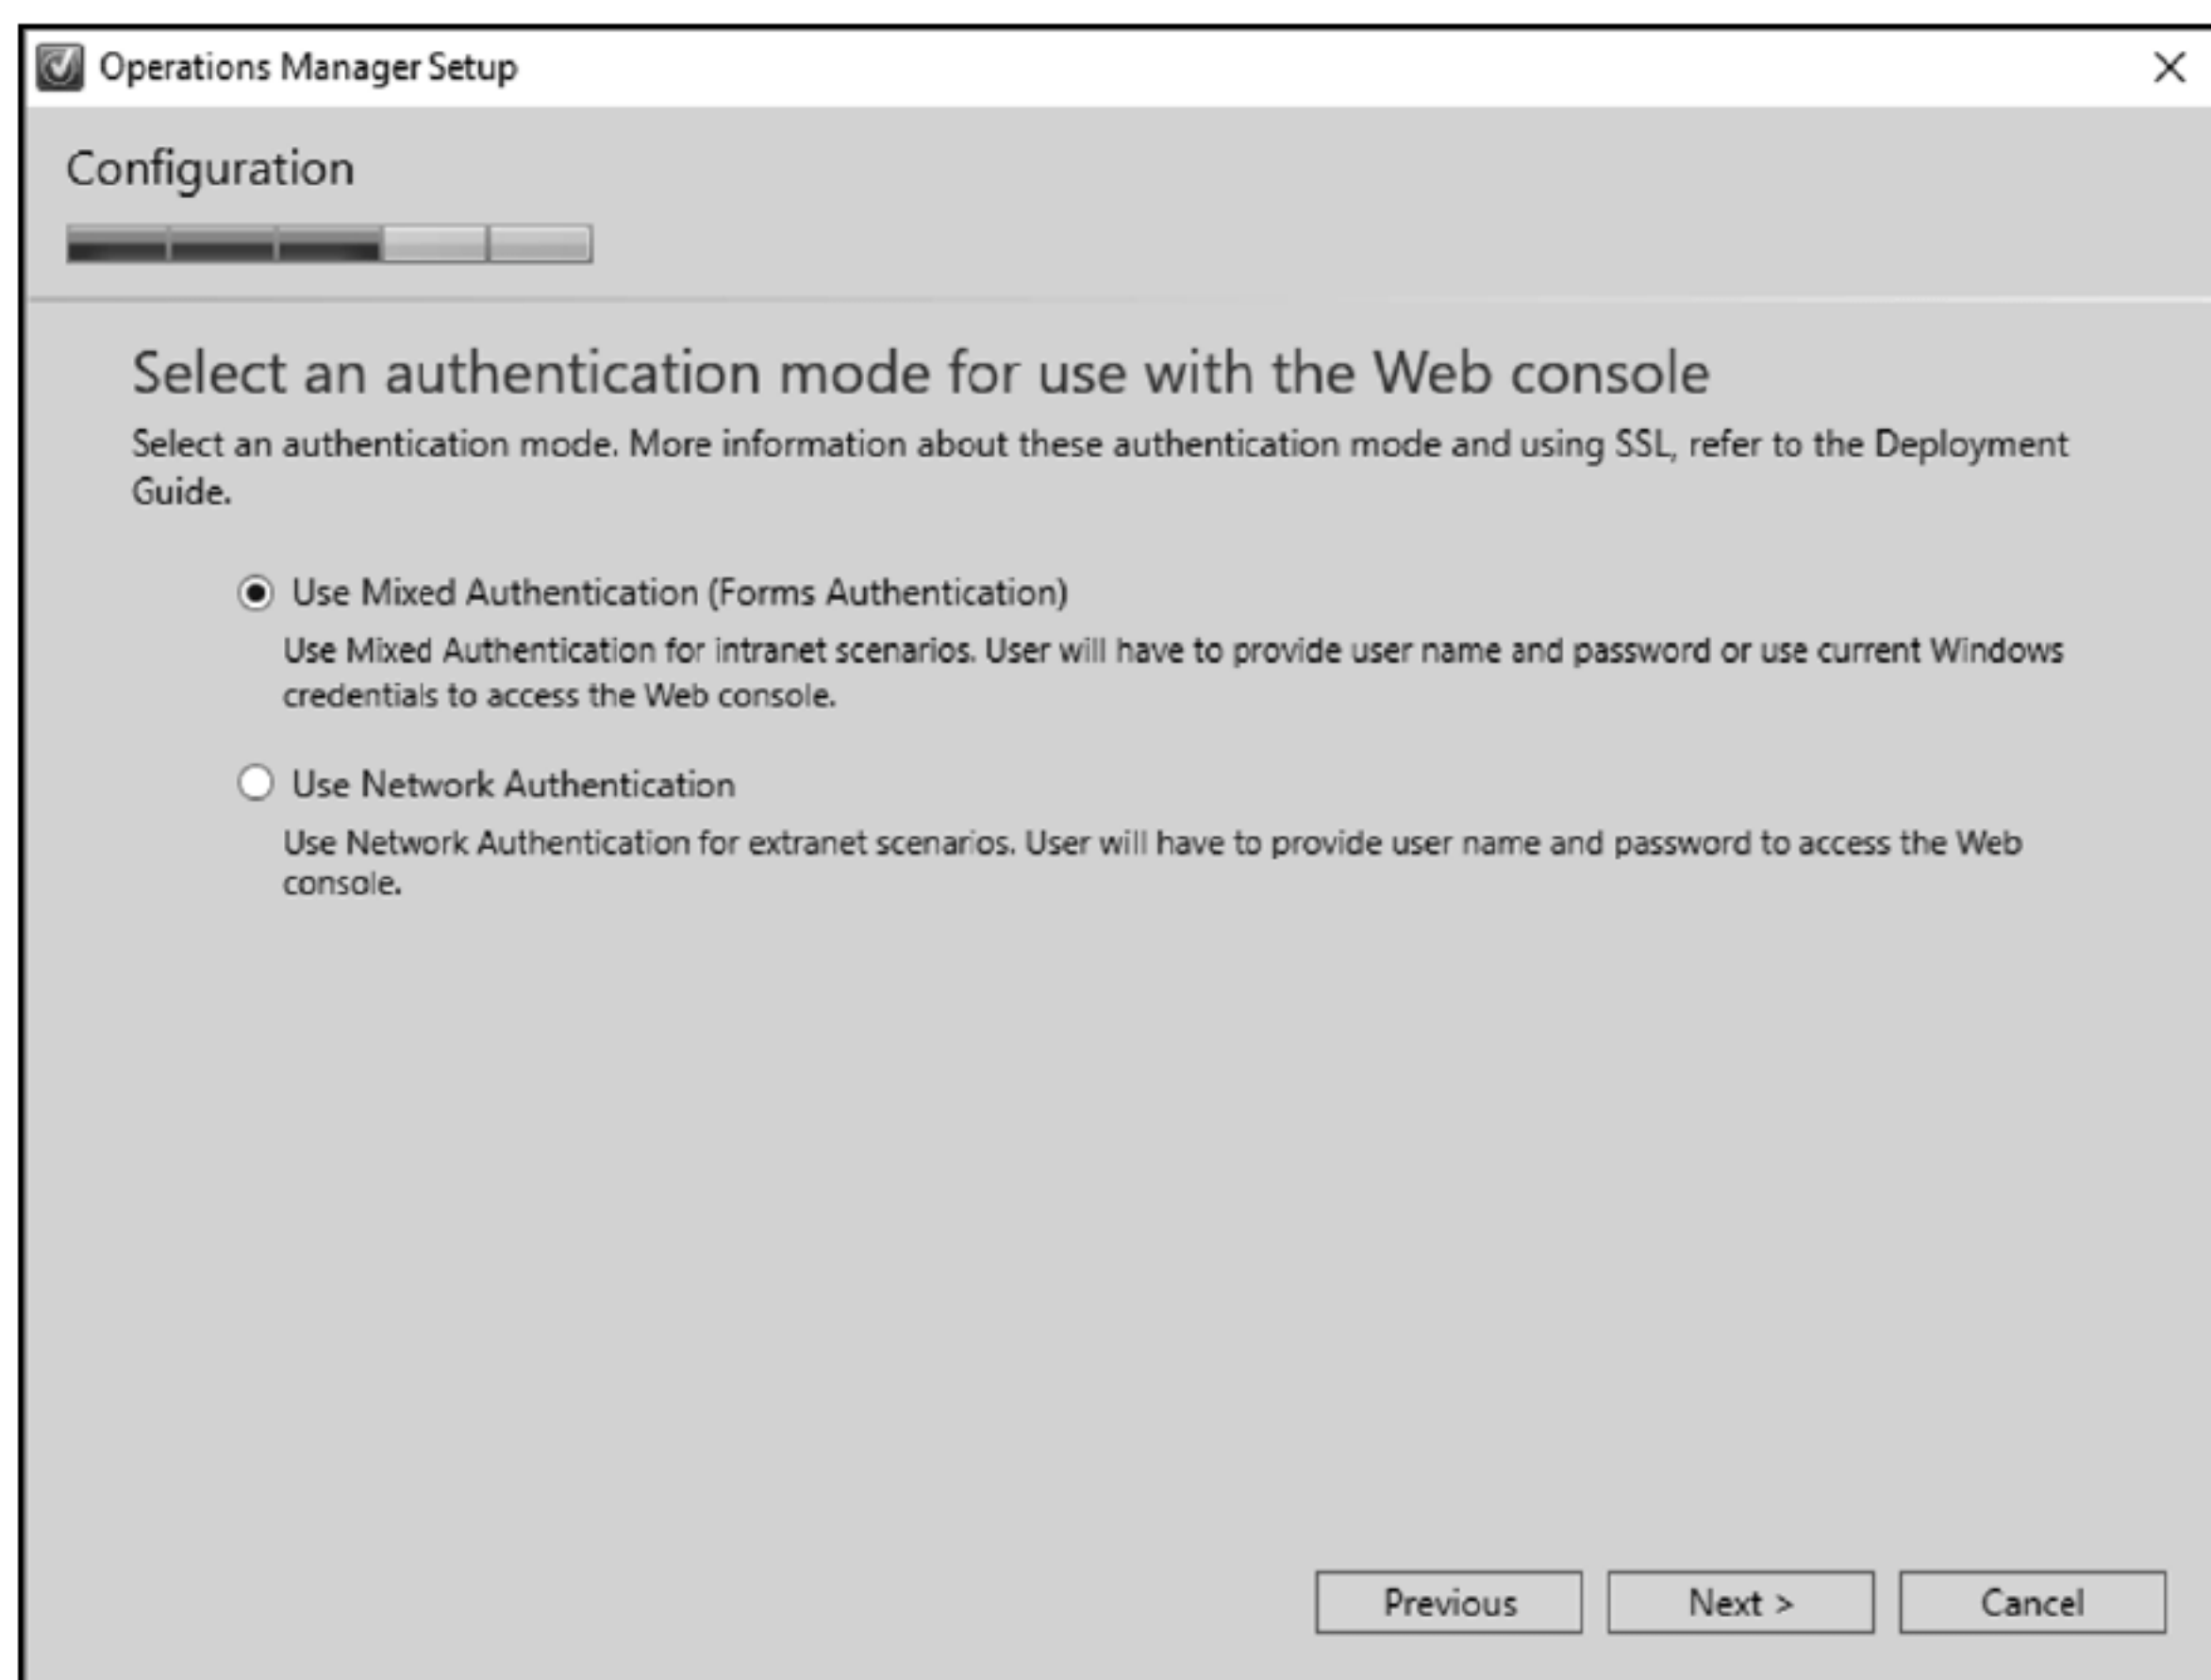 Operations Manager Setup
Configuration
Select an authentication mode for use with the Web console
Select an authentication mode. More information about these authentication mode and using SSL, refer to the Deployment
Guide.
Use Mixed Authentication (Forms Authentication)
Use Mixed Authentication for intranet scenarios. User will have to provide user name and password or use current Windows
credentials to access the Web console.
Use Network Authentication
Use Network Authentication for extranet scenarios. User will have to provide user name and password to access the Web
console.
Previous
Next >
Cancel